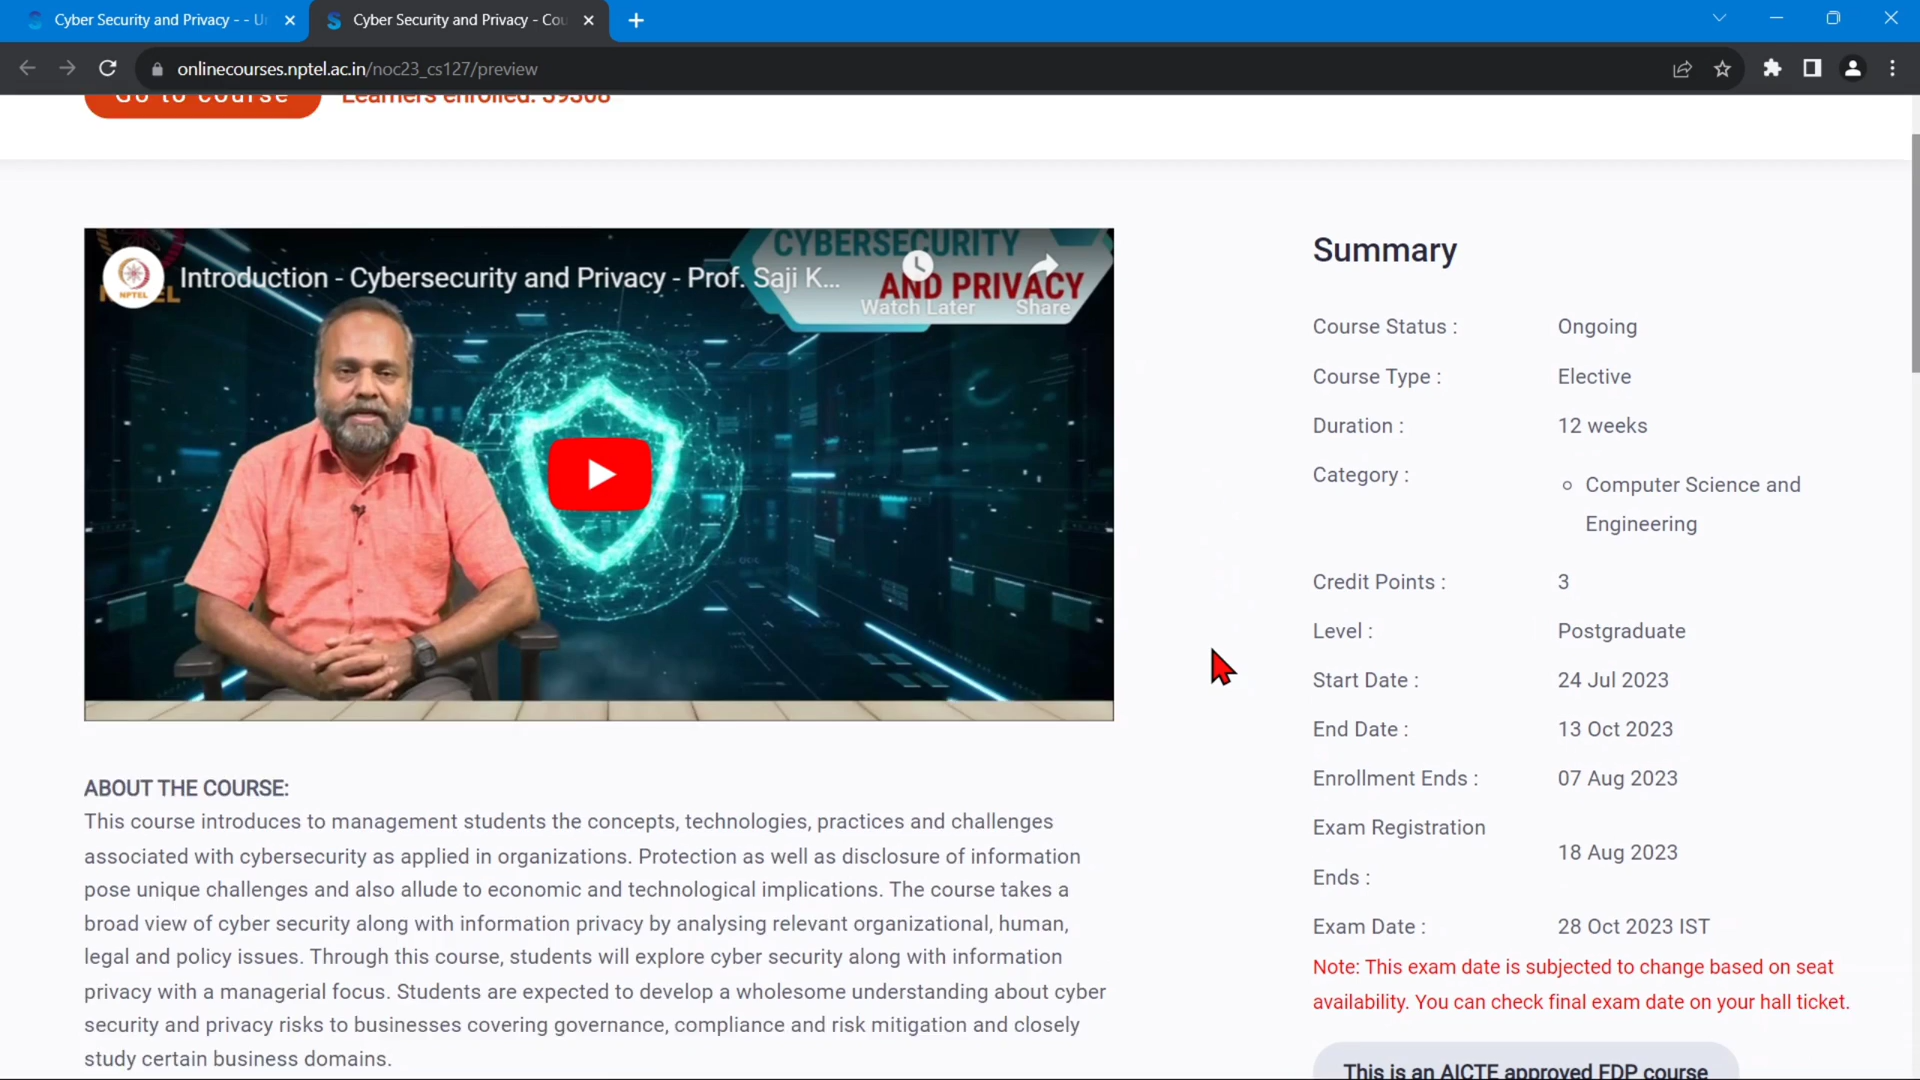 Cyber Security and Privacy - - U
Cyber Security and Privacy - Cou
onlinecourses.nptel.ac.in/noc23_cs127/preview
Go to course
Learners enrolled: 39308
CYBERSECURITY
AND PRIVACY
NPTEL
Introduction - Cybersecurity and Privacy - Prof. Saji K...
Watch Later
Share
ABOUT THE COURSE:
This course introduces to management students the concepts, technologies, practices and challenges
associated with cybersecurity as applied in organizations. Protection as well as disclosure of information
pose unique challenges and also allude to economic and technological implications. The course takes a
broad view of cyber security along with information privacy by analysing relevant organizational, human,
legal and policy issues. Through this course, students will explore cyber security along with information
privacy with a managerial focus. Students are expected to develop a wholesome understanding about cyber
security and privacy risks to businesses covering governance, compliance and risk mitigation and closely
study certain business domains.
Summary
Course Status : Ongoing
Course Type : Elective
Duration : 12 weeks
Category : Computer Science and
Engineering
Credit Points : 3
Level : Postgraduate
Start Date : 24 Jul 2023
End Date : 13 Oct 2023
Enrollment Ends : 07 Aug 2023
Exam Registration
Ends : 18 Aug 2023
Exam Date : 28 Oct 2023 IST
Note: This exam date is subjected to change based on seat
availability. You can check final exam date on your hall ticket.
This is an AICTE approved FDP course